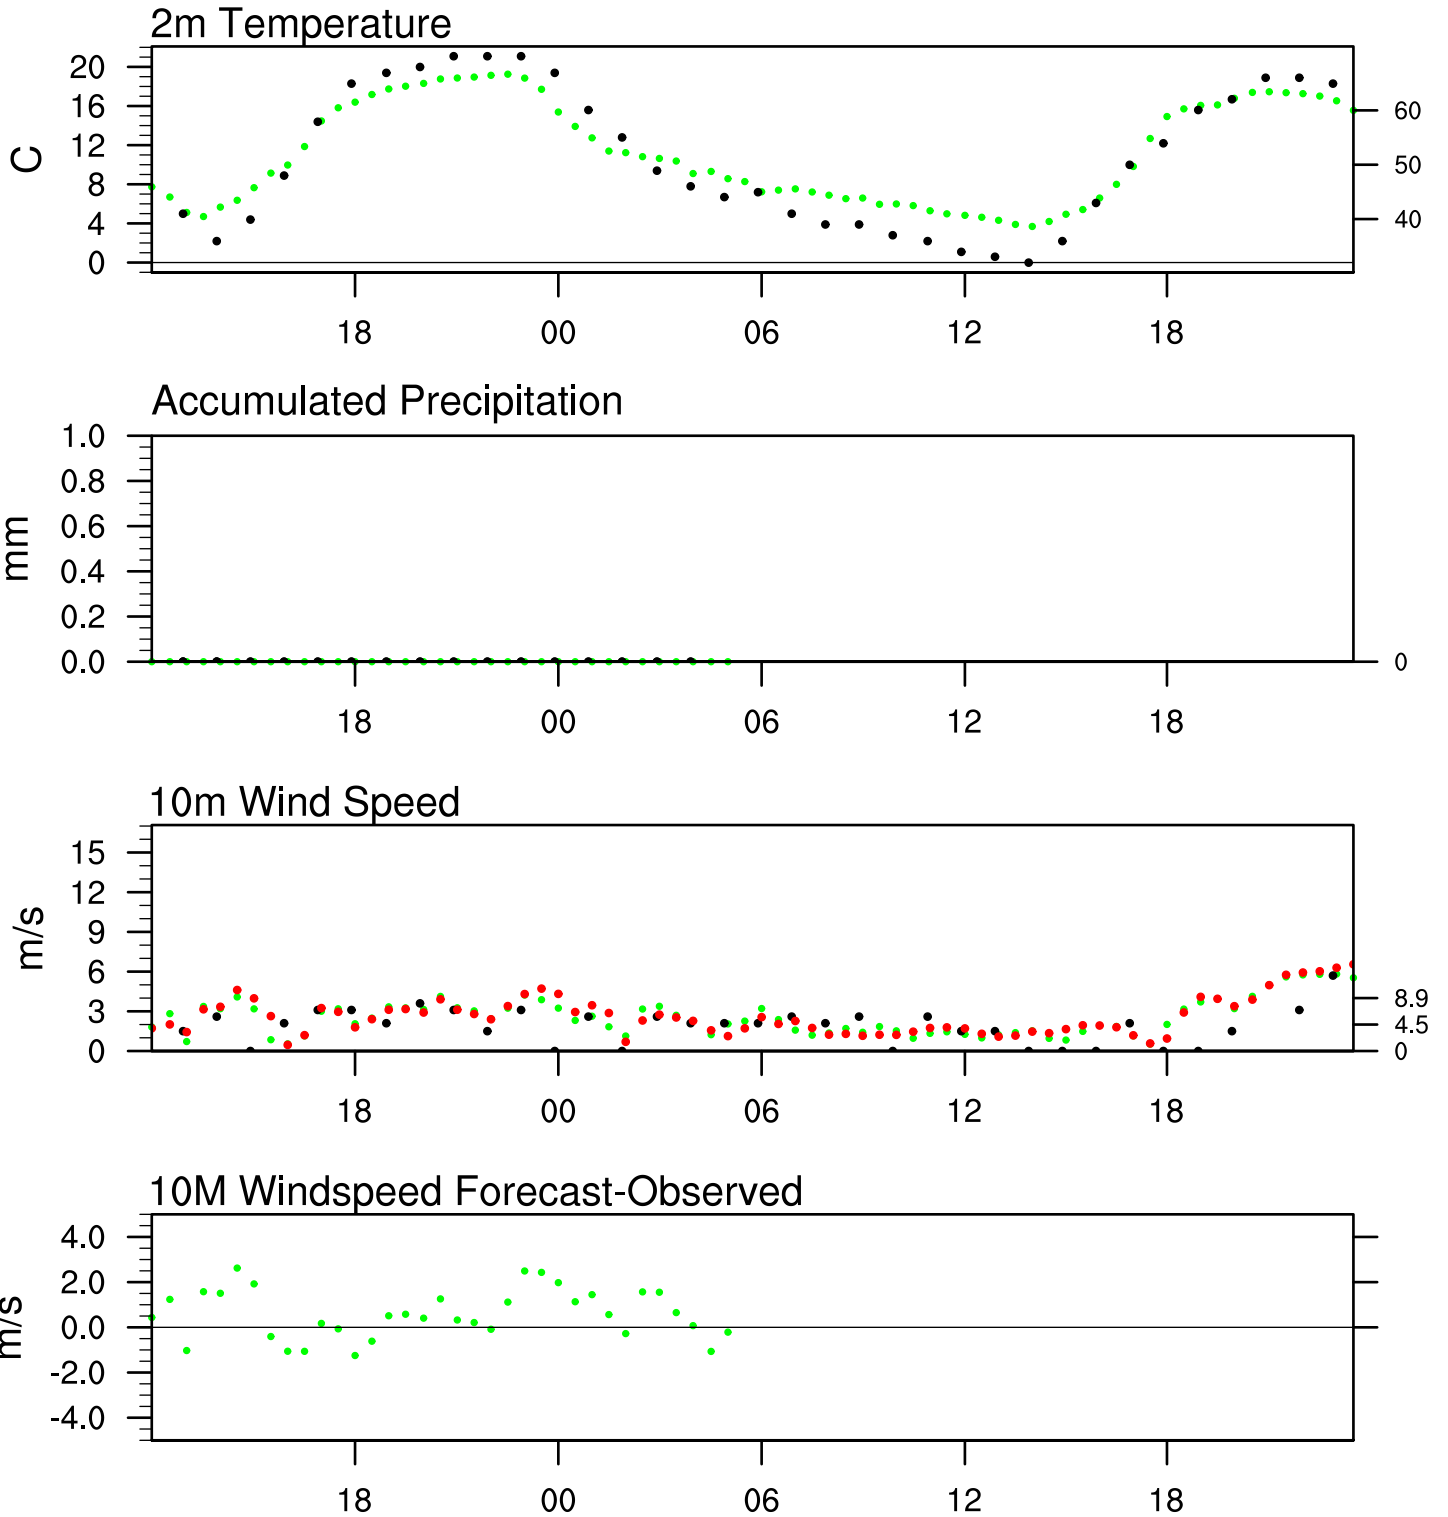 2m Temperature
20
16
12
8
4
0
C
60
50
40
18 00 06 12 18
Accumulated Precipitation
1.0
0.8
0.6
0.4
0.2
0.0
mm
0
18 00 06 12 18
10m Wind Speed
15
12
9
6
3
0
m/s
8.9
4.5
0
18 00 06 12 18
10M Windspeed Forecast-Observed
4.0
2.0
0.0
-2.0
-4.0
m/s
18 00 06 12 18